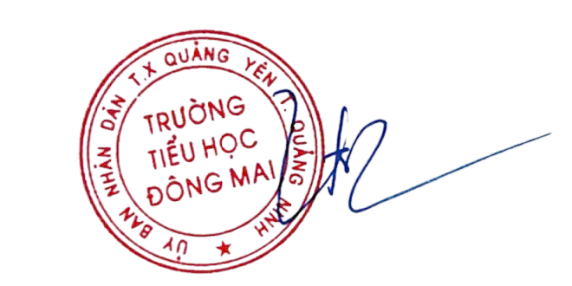 ỦY BAN NHÂN DÂN T.X QUẢNG YÊN T. QUẢNG NINH
TRƯỜNG
TIỂU HỌC
ĐÔNG MAI